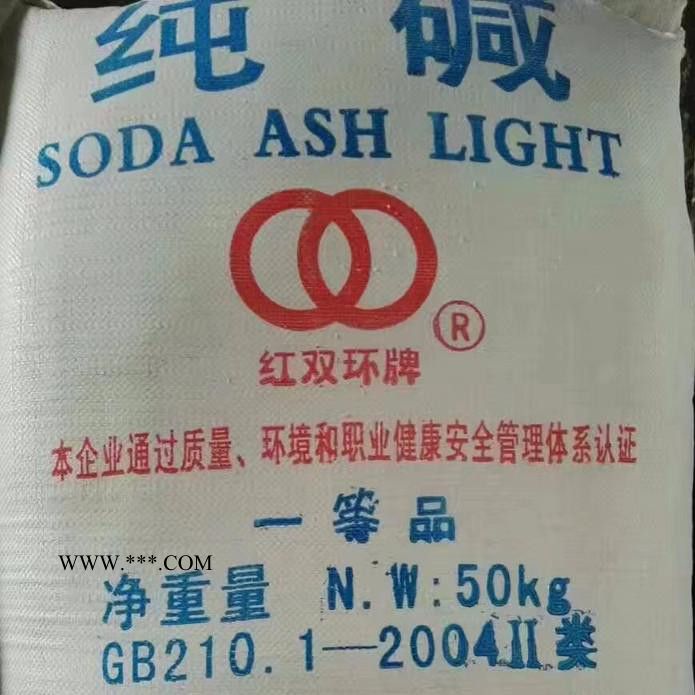 纯碱
SODA ASH LIGHT
®
红双环牌
本企业通过质量、环境和职业健康安全管理体系认证
一等品
WWW.***.COM
净重量 N.W:50kg
GB210.1—2004II类